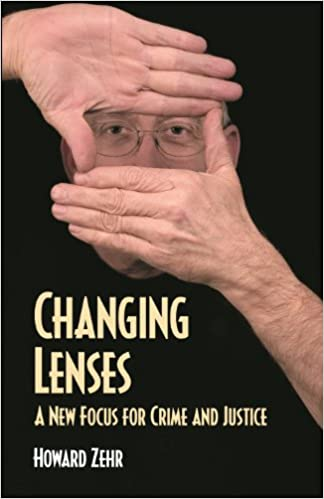 CHANGING
LENSES
A NEW FOCUS FOR CRIME AND JUSTICE
HOWARD ZEHR